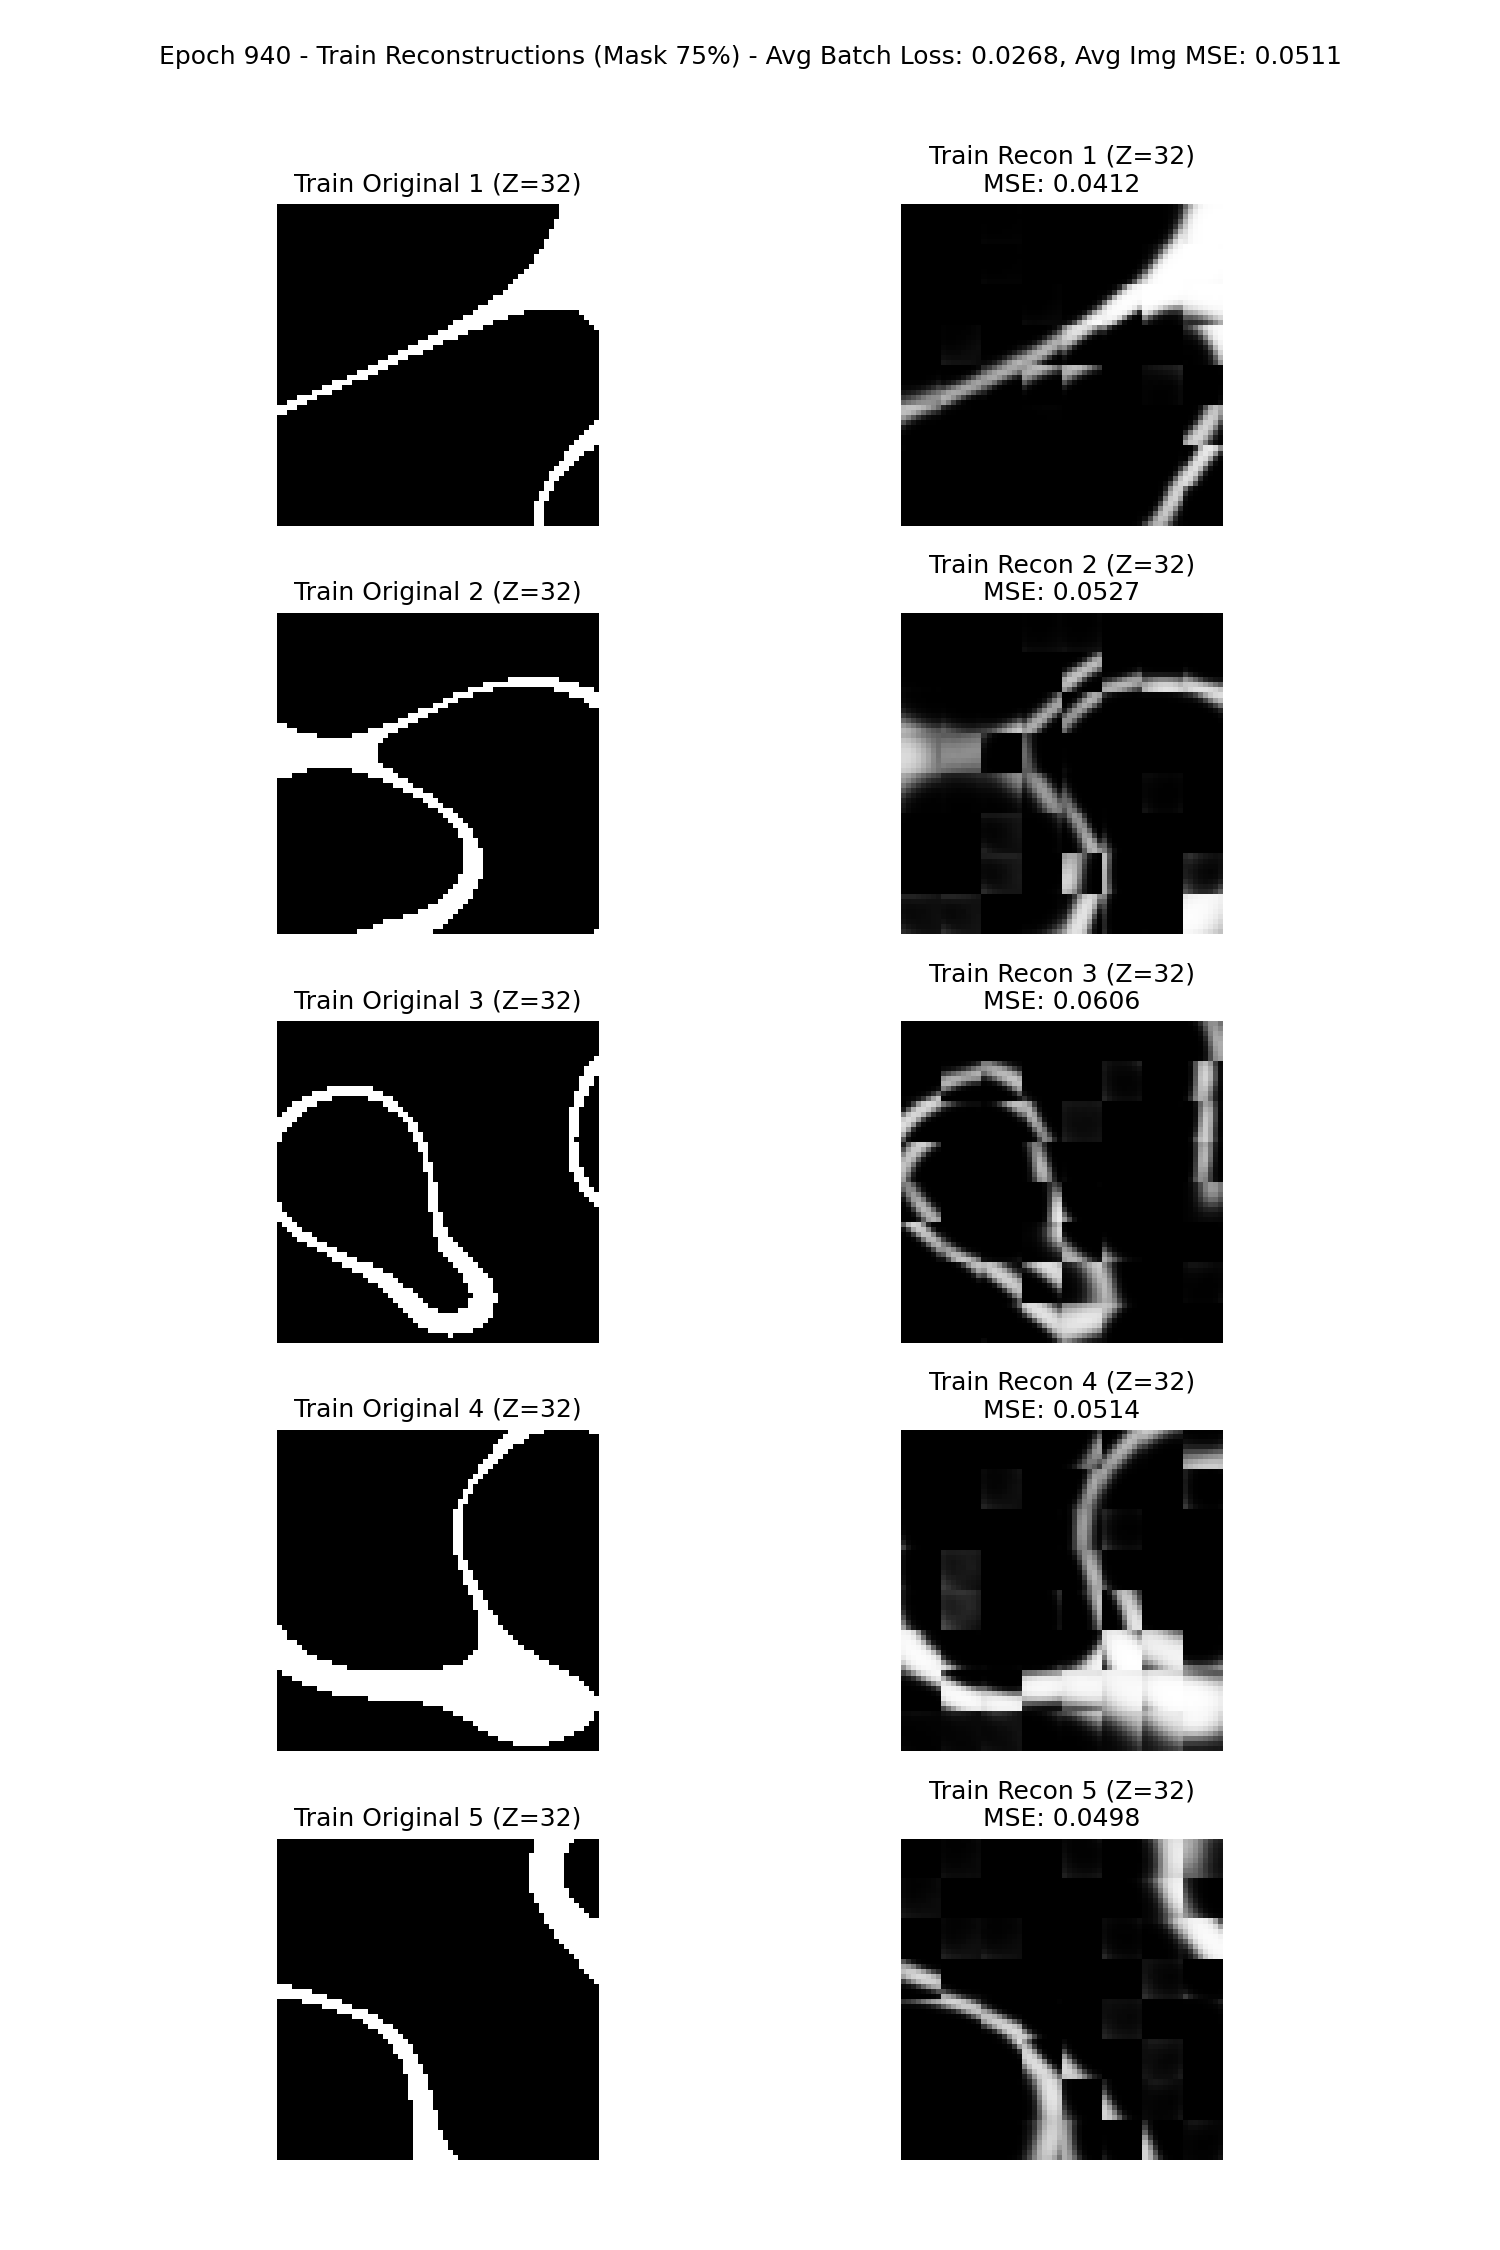 Epoch 940 - Train Reconstructions (Mask 75%) - Avg Batch Loss: 0.0268, Avg Img MSE: 0.0511
Train Original 1 (Z=32)
Train Recon 1 (Z=32)
MSE: 0.0412
Train Original 2 (Z=32)
Train Recon 2 (Z=32)
MSE: 0.0527
Train Original 3 (Z=32)
Train Recon 3 (Z=32)
MSE: 0.0606
Train Original 4 (Z=32)
Train Recon 4 (Z=32)
MSE: 0.0514
Train Original 5 (Z=32)
Train Recon 5 (Z=32)
MSE: 0.0498